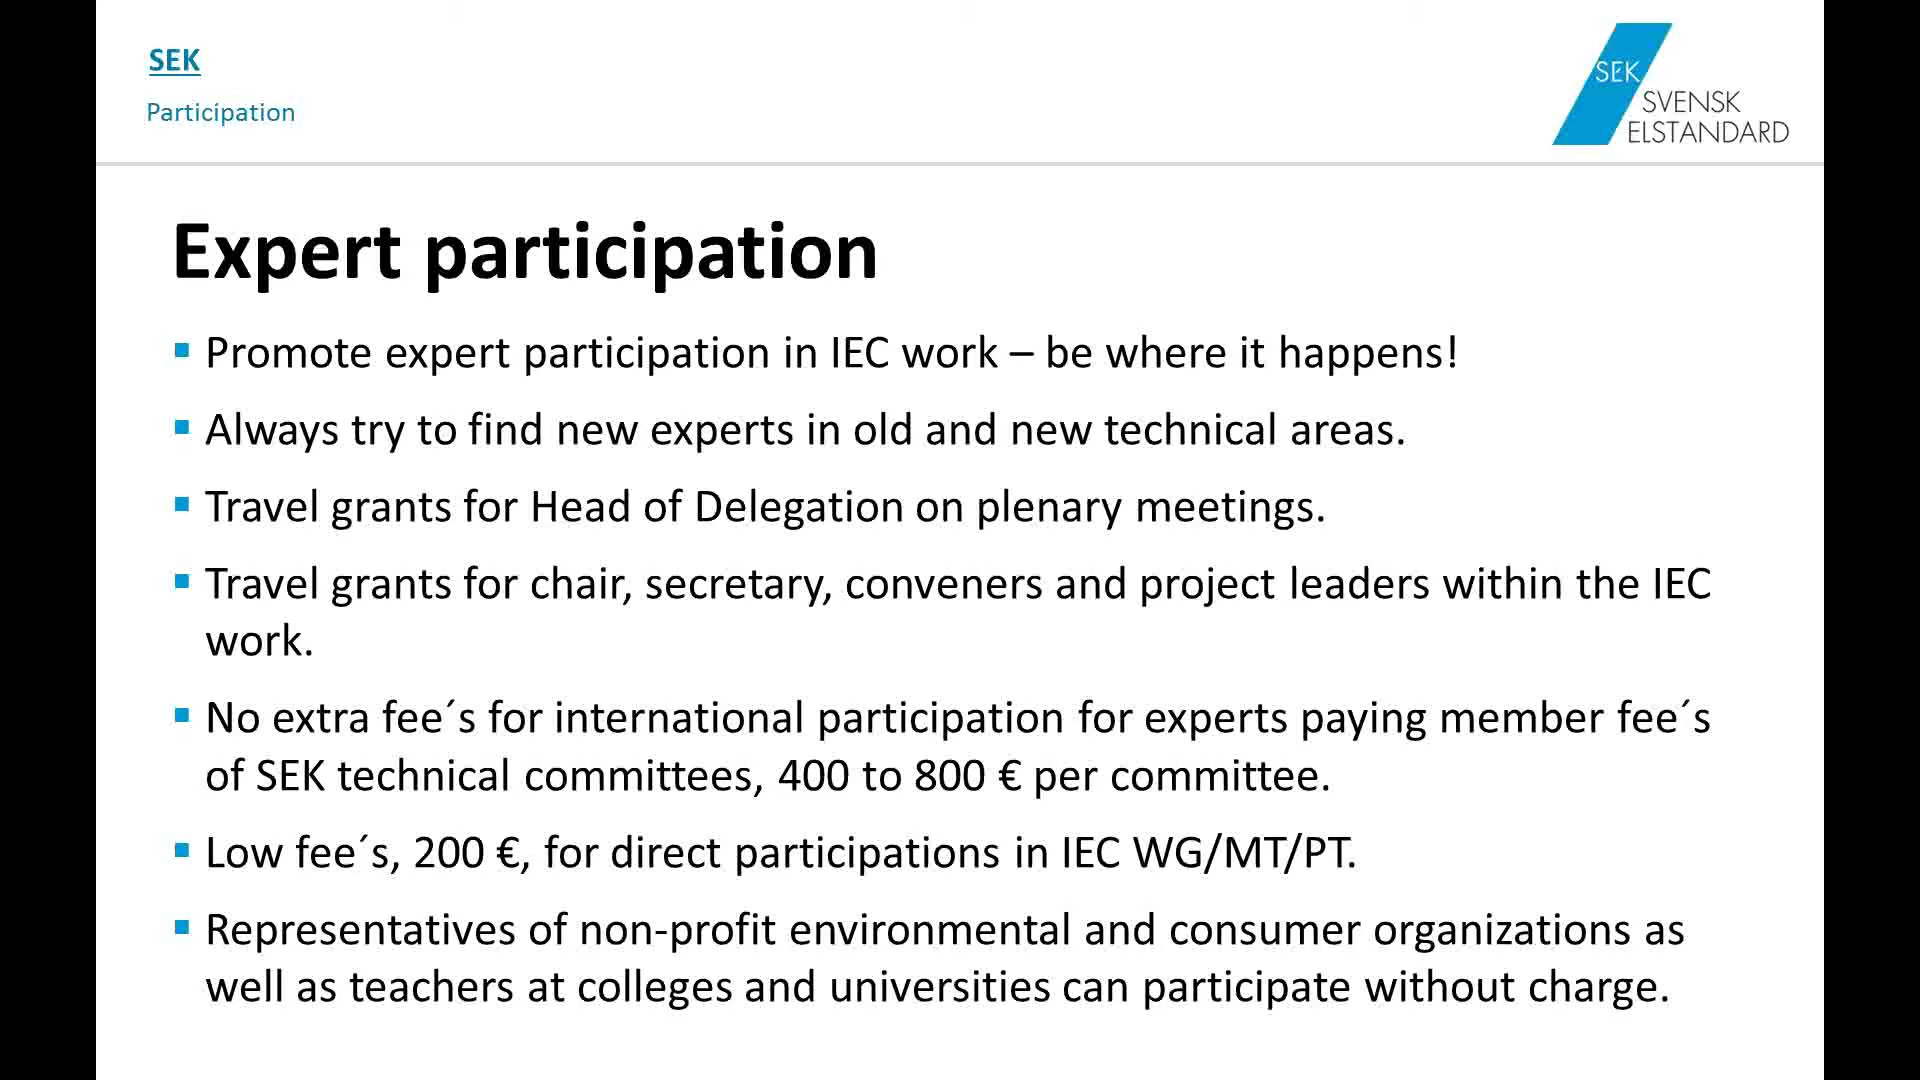 SEK
Participation
SEK
SVENSK
ELSTANDARD
Expert participation
▪ Promote expert participation in IEC work – be where it happens!
▪ Always try to find new experts in old and new technical areas.
▪ Travel grants for Head of Delegation on plenary meetings.
▪ Travel grants for chair, secretary, conveners and project leaders within the IEC
work.
▪ No extra fee´s for international participation for experts paying member fee´s
of SEK technical committees, 400 to 800 € per committee.
▪ Low fee´s, 200 €, for direct participations in IEC WG/MT/PT.
▪ Representatives of non-profit environmental and consumer organizations as
well as teachers at colleges and universities can participate without charge.